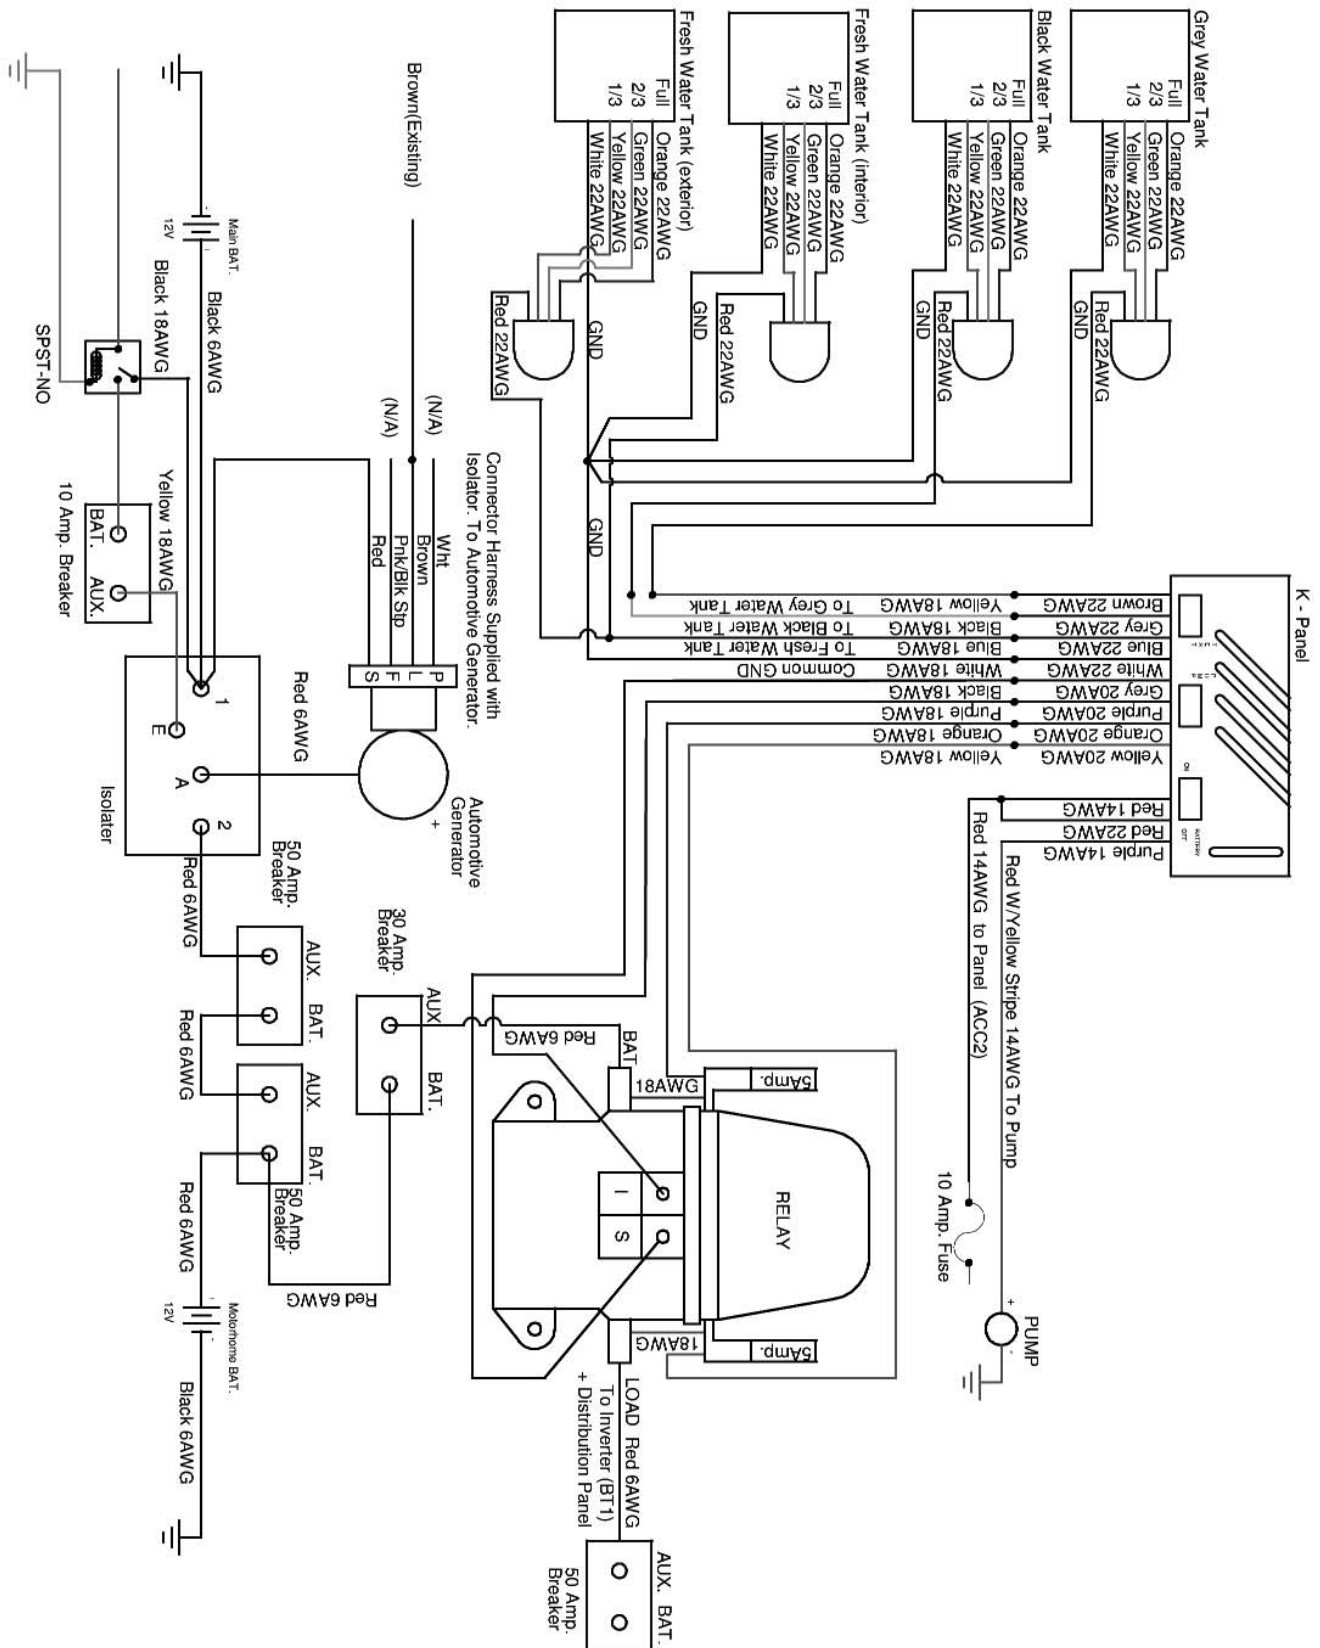 Grey Water Tank
Full
2/3
1/3
Orange 22AWG
Green 22AWG
Yellow 22AWG
White 22AWG
Red 22AWG
GND
Black Water Tank
Full
2/3
1/3
Orange 22AWG
Green 22AWG
Yellow 22AWG
White 22AWG
Red 22AWG
GND
Fresh Water Tank (interior)
Full
2/3
1/3
Orange 22AWG
Green 22AWG
Yellow 22AWG
White 22AWG
Red 22AWG
GND
Fresh Water Tank (exterior)
Full
2/3
1/3
Orange 22AWG
Green 22AWG
Yellow 22AWG
White 22AWG
GND
Red 22AWG
GND
K - Panel
ON
BATTERY
OFF
Brown 22AWG
Grey 22AWG
Blue 22AWG
White 22AWG
Grey 20AWG
Purple 20AWG
Orange 20AWG
Yellow 20AWG
Red 14AWG
Red 22AWG
Purple 14AWG
Yellow 18AWG
Black 18AWG
Blue 18AWG
White 18AWG
Black 18AWG
Purple 18AWG
Orange 18AWG
Yellow 18AWG
To Grey Water Tank
To Black Water Tank
To Fresh Water Tank
Common GND
Red W/Yellow Stripe 14AWG To Pump
Red 14AWG to Panel (ACC2)
10 Amp. Fuse
+
PUMP
-
Brown(Existing)
(N/A)
(N/A)
Connector Harness Supplied with
Isolator. To Automotive Generator.
Wht
Brown
Pnk/Blk Stp
Red
P
L
F
S
+
Automotive
Generator
Red 6AWG
Main BAT.
12V
Black 6AWG
Black 18AWG
SPST-NO
Yellow 18AWG
BAT.
AUX.
10 Amp. Breaker
1
E
A
2
Isolater
Red 6AWG
50 Amp.
Breaker
AUX.
BAT.
Red 6AWG
AUX.
BAT.
50 Amp.
Breaker
Red 6AWG
Red 6AWG
Motorhome BAT.
12V
Black 6AWG
30 Amp.
Breaker
AUX
BAT.
Red 6AWG
BAT
18AWG
5Amp.
RELAY
I
S
18AWG
5Amp.
LOAD Red 6AWG
To Inverter (BT1)
+ Distribution Panel
AUX. BAT.
50 Amp.
Breaker